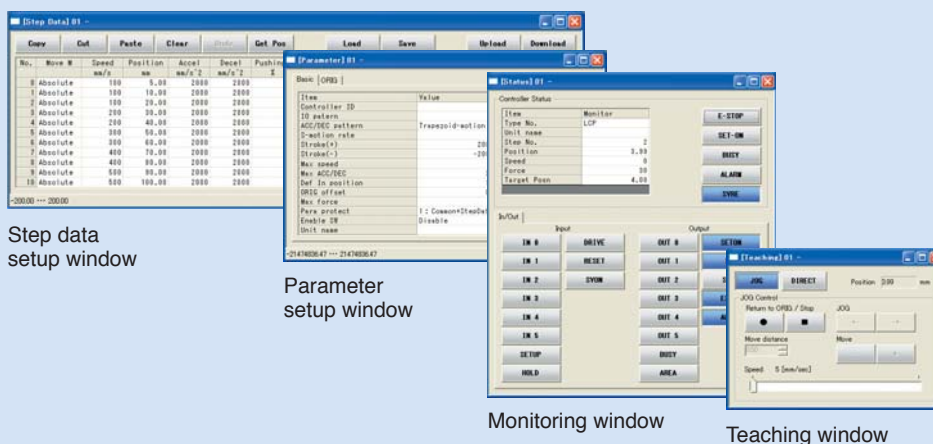 [Step Data] 01 -
Copy Cut Paste Clear Undo Get Pos Load Save Upload Download
No. Move M Speed Position Accel Decel Pushing
mm/s mm mm/s^2 mm/s^2 %
0 Absolute 100 5.00 2000 2000
1 Absolute 100 10.00 2000 2000
2 Absolute 100 20.00 2000 2000
3 Absolute 200 30.00 2000 2000
4 Absolute 200 40.00 2000 2000
5 Absolute 300 50.00 2000 2000
6 Absolute 300 60.00 2000 2000
7 Absolute 400 70.00 2000 2000
8 Absolute 400 80.00 2000 2000
9 Absolute 500 90.00 2000 2000
10 Absolute 500 100.00 2000 2000
-200.00 ··· 200.00
Step data
setup window
[Parameter] 01 -
Basic ORIG
Item Value
Controller ID
IO patern
ACC/DEC pattern Trapezoid-motion
S-motion rate
Stroke(+) 200
Stroke(-) -200
Max speed
Max ACC/DEC
Def In position
ORIG offset
Max force
Para protect 1: Common+StepDat
Enable SW Disable
Unit name
-21474836.47 ··· 21474836.47
Parameter
setup window
[Status] 01 -
Controller Status
Item Monitor
Type No. LCP
Unit name
Step No. 2
Position
Speed 0
Force 30
Target Posn 4.00
E-STOP
SET-ON
BUSY
ALARM
SVRE
In/Out
Input Output
IN 0 DRIVE OUT 0 SETON
IN 1 RESET OUT 1
IN 2 SVON OUT 2
IN 3 OUT 3
IN 4 OUT 4
IN 5 OUT 5
SETUP BUSY
HOLD AREA
Monitoring window
[Teaching] 01 -
JOG DIRECT Position 3.99 mm
JOG Control
Return to ORIG / Stop JOG
Move distance Move
Speed 5 [mm/sec]
Teaching window